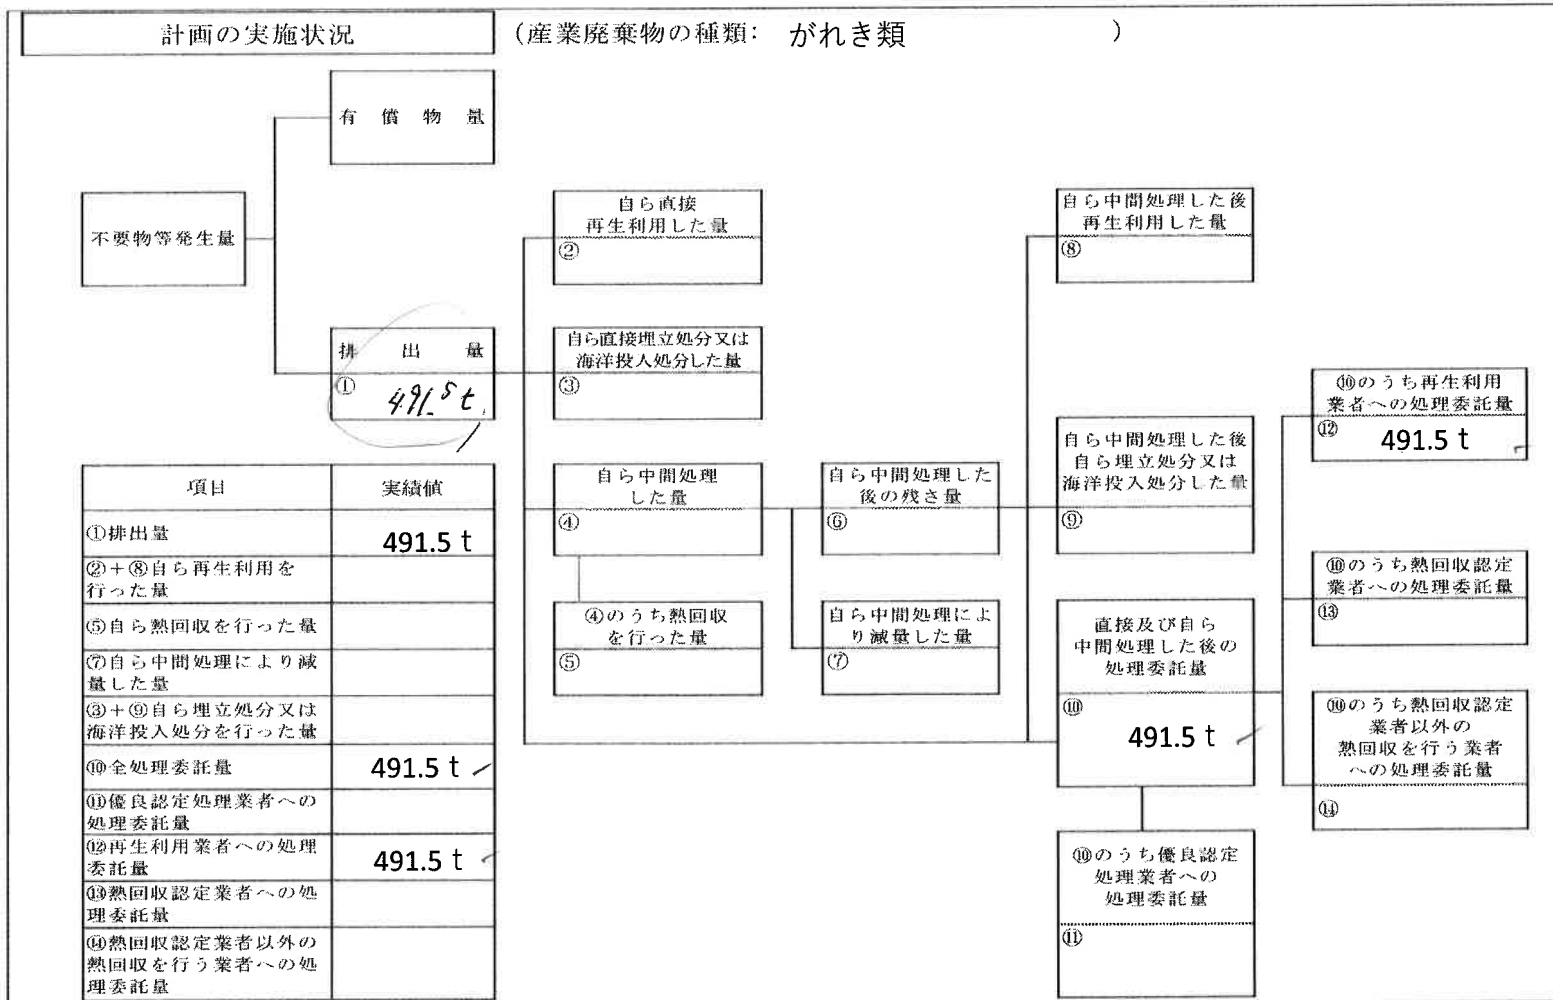 計画の実施状況
(産業廃棄物の種類： がれき類 )
有償物量
不要物等発生量
排出量
①
491.5 t
自ら直接
再生利用した量
②
自ら直接埋立処分又は
海洋投入処分した量
③
自ら中間処理
した量
④
④のうち熱回収
を行った量
⑤
自ら中間処理した
後の残さ量
⑥
自ら中間処理によ
り減量した量
⑦
自ら中間処理した後
再生利用した量
⑧
自ら中間処理した後
自ら埋立処分又は
海洋投入処分した量
⑨
直接及び自ら
中間処理した後の
処理委託量
⑩
491.5 t
⑩のうち優良認定
処理業者への
処理委託量
⑪
⑩のうち再生利用
業者への処理委託量
⑫
491.5 t
⑩のうち熱回収認定
業者への処理委託量
⑬
⑩のうち熱回収認定
業者以外の
熱回収を行う業者
への処理委託量
⑭
項目 実績値
①排出量 491.5 t
②+⑧自ら再生利用を
行った量
⑤自ら熱回収を行った量
⑦自ら中間処理により減
量した量
③+⑨自ら埋立処分又は
海洋投入処分を行った量
⑩全処理委託量 491.5 t
⑪優良認定処理業者への
処理委託量
⑫再生利用業者への処理
委託量 491.5 t
⑬熱回収認定業者への処
理委託量
⑭熱回収認定業者以外の
熱回収を行う業者への処
理委託量